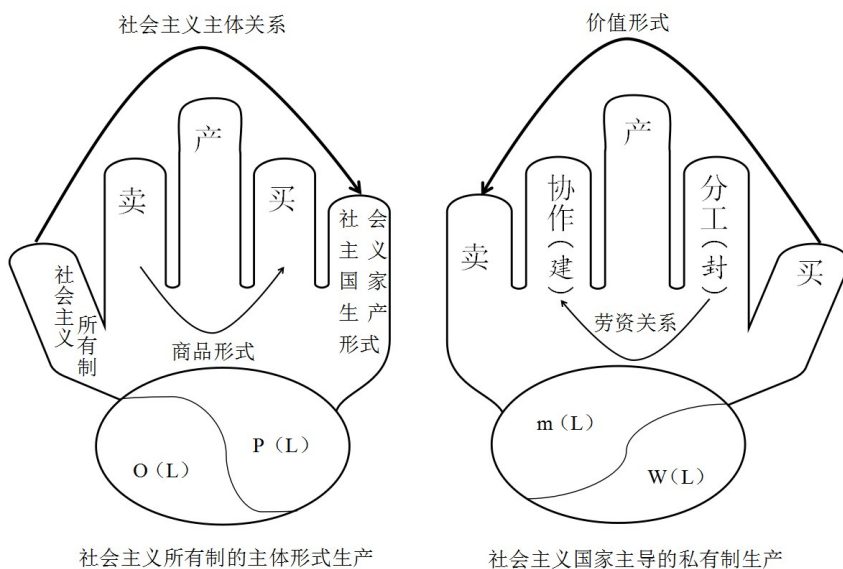 社会主义主体关系
产
卖
买
社会主义
所有制
社会
主义
国家
生产
形式
商品形式
P（L）
O（L）
社会主义所有制的主体形式生产
价值形式
产
协作（建）
分工（封）
卖
买
劳资关系
m（L）
W（L）
社会主义国家主导的私有制生产